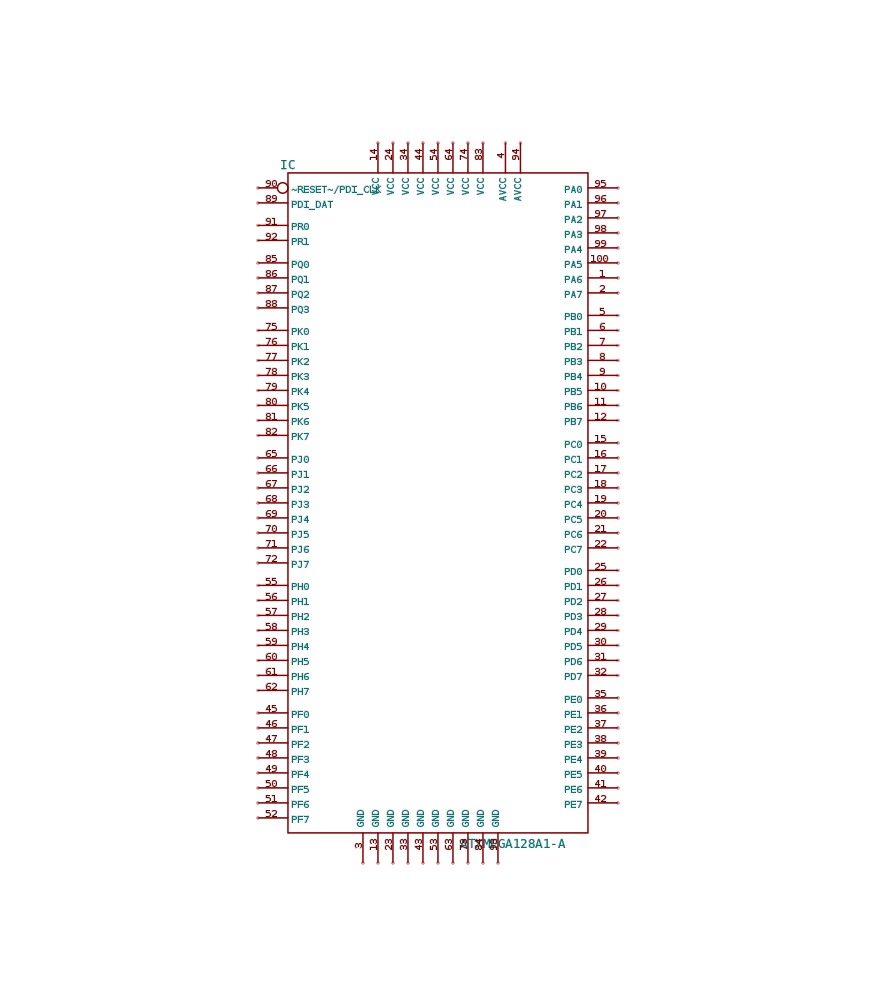 14 24 34 44 54 64 74 83 4 94
IC
VCC VCC VCC VCC VCC VCC VCC VCC AVCC AVCC
90 ~RESET~/PDI_CLK
89 PDI_DAT
91 PR0
92 PR1
85 PQ0
86 PQ1
87 PQ2
88 PQ3
75 PK0
76 PK1
77 PK2
78 PK3
79 PK4
80 PK5
81 PK6
82 PK7
65 PJ0
66 PJ1
67 PJ2
68 PJ3
69 PJ4
70 PJ5
71 PJ6
72 PJ7
55 PH0
56 PH1
57 PH2
58 PH3
59 PH4
60 PH5
61 PH6
62 PH7
45 PF0
46 PF1
47 PF2
48 PF3
49 PF4
50 PF5
51 PF6
52 PF7
PA0 95
PA1 96
PA2 97
PA3 98
PA4 99
PA5 100
PA6 1
PA7 2
PB0 5
PB1 6
PB2 7
PB3 8
PB4 9
PB5 10
PB6 11
PB7 12
PC0 15
PC1 16
PC2 17
PC3 18
PC4 19
PC5 20
PC6 21
PC7 22
PD0 25
PD1 26
PD2 27
PD3 28
PD4 29
PD5 30
PD6 31
PD7 32
PE0 35
PE1 36
PE2 37
PE3 38
PE4 39
PE5 40
PE6 41
PE7 42
GND GND GND GND GND GND GND GND GND GND
3 13 23 33 43 53 63
ATXMEGA128A1-A